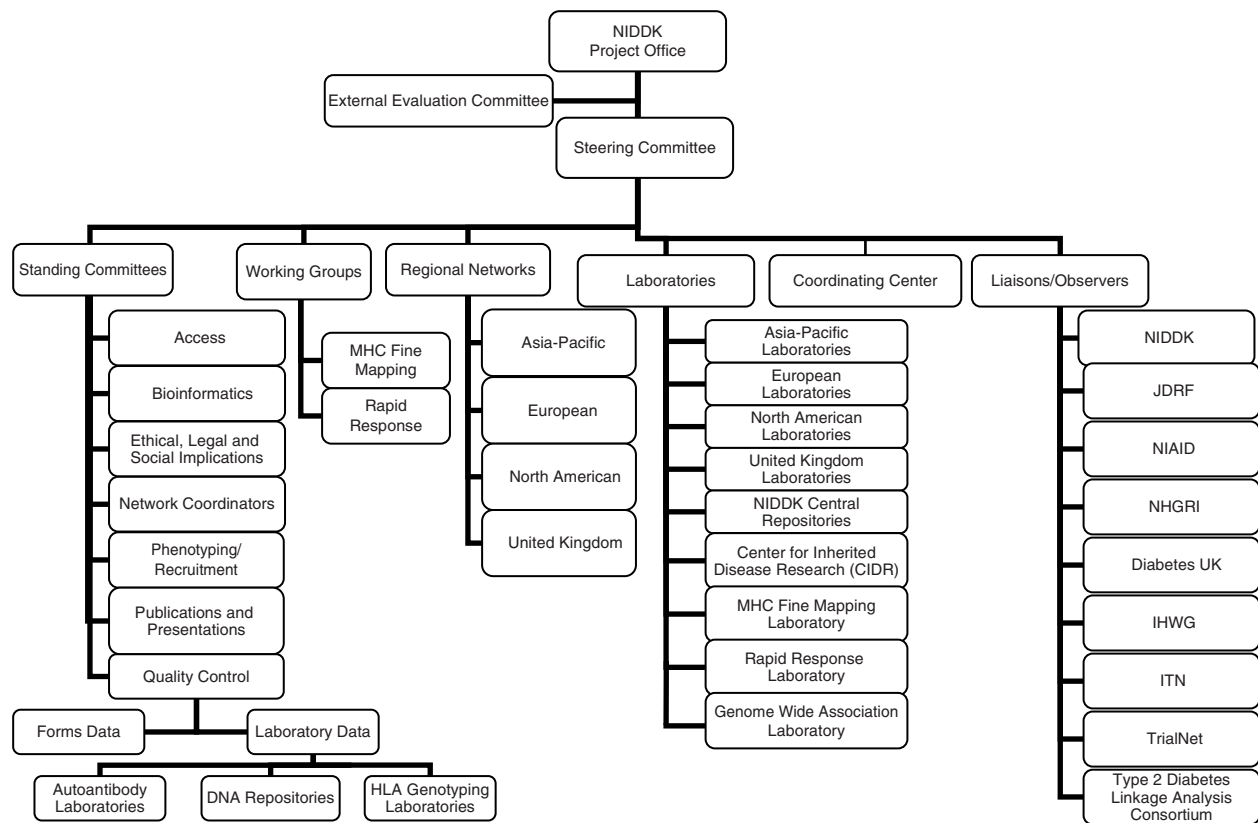 NIDDK
Project Office
External Evaluation Committee
Steering Committee
Standing Committees
Working Groups
Regional Networks
Laboratories
Coordinating Center
Liaisons/Observers
Access
Bioinformatics
Ethical, Legal and
Social Implications
Network Coordinators
Phenotyping/
Recruitment
Publications and
Presentations
Quality Control
Forms Data
Laboratory Data
Autoantibody
Laboratories
DNA Repositories
HLA Genotyping
Laboratories
MHC Fine
Mapping
Rapid
Response
Asia-Pacific
European
North American
United Kingdom
Asia-Pacific
Laboratories
European
Laboratories
North American
Laboratories
United Kingdom
Laboratories
NIDDK Central
Repositories
Center for Inherited
Disease Research (CIDR)
MHC Fine Mapping
Laboratory
Rapid Response
Laboratory
Genome Wide Association
Laboratory
NIDDK
JDRF
NIAID
NHGRI
Diabetes UK
IHWG
ITN
TrialNet
Type 2 Diabetes
Linkage Analysis
Consortium